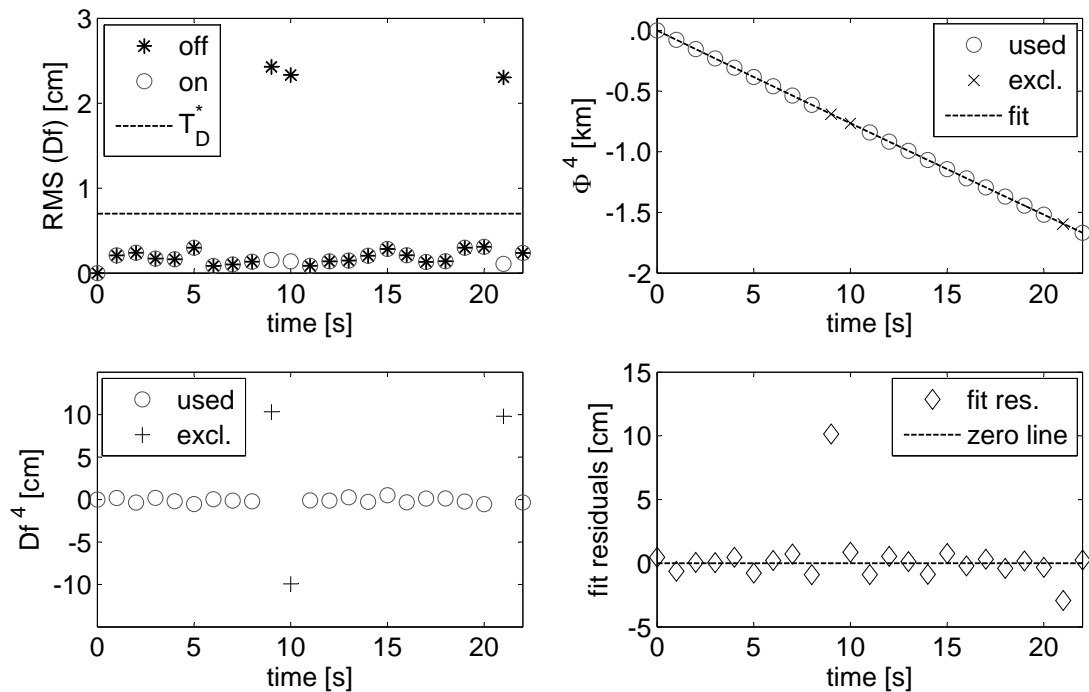 RMS (Df) [cm]
3
2
1
0
off
on
T*D
0
5
10
15
20
time [s]
Φ 4 [km]
.0
-0.5
-1.0
-1.5
-2
used
excl.
fit
0
5
10
15
20
time [s]
Df 4 [cm]
10
5
0
-5
-10
used
excl.
0
5
10
15
20
time [s]
fit residuals [cm]
15
10
5
0
-5
fit res.
zero line
0
5
10
15
20
time [s]